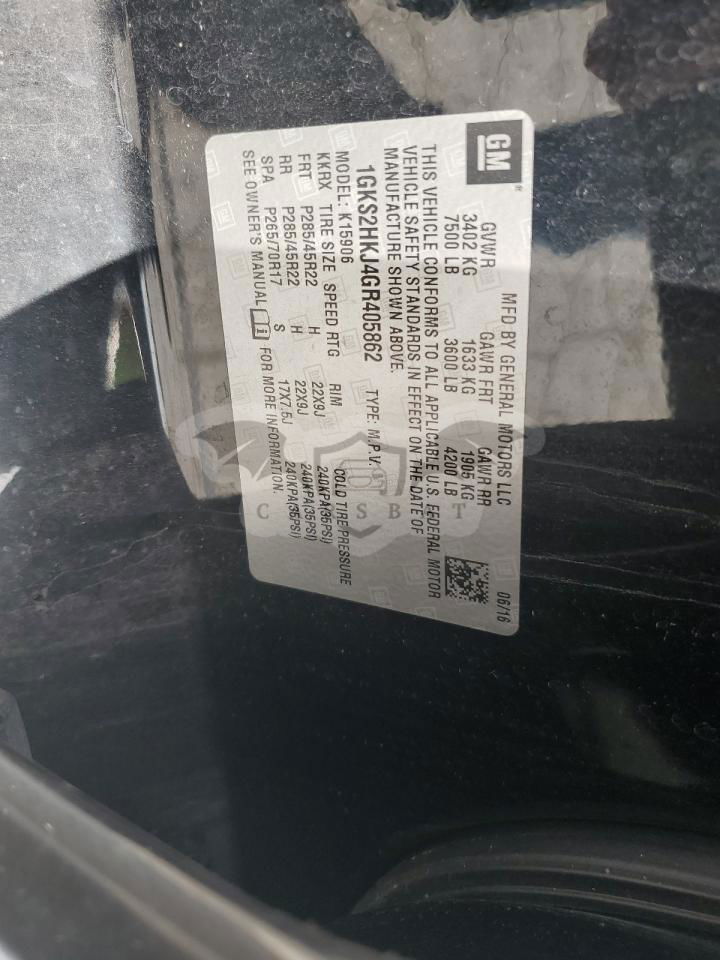 GM
®
MFD BY GENERAL MOTORS LLC 06/16
GVWR GAWR FRT GAWR RR
3402 KG 1633 KG 1905 KG
7500 LB 3600 LB 4200 LB
THIS VEHICLE CONFORMS TO ALL APPLICABLE U.S. FEDERAL MOTOR
VEHICLE SAFETY STANDARDS IN EFFECT ON THE DATE OF
MANUFACTURE SHOWN ABOVE.
1GKS2HKJ4GR405862 TYPE: M.P.V.
MODEL: K15906
KKRX TIRE SIZE SPEED RTG RIM COLD TIRE PRESSURE
FRT P285/45R22 H 22X9J 240KPA(35PSI)
RR P285/45R22 H 22X9J 240KPA(35PSI)
SPA P265/70R17 S 17X7.5J 240KPA(35PSI)
SEE OWNER'S MANUAL FOR MORE INFORMATION.
C SB T